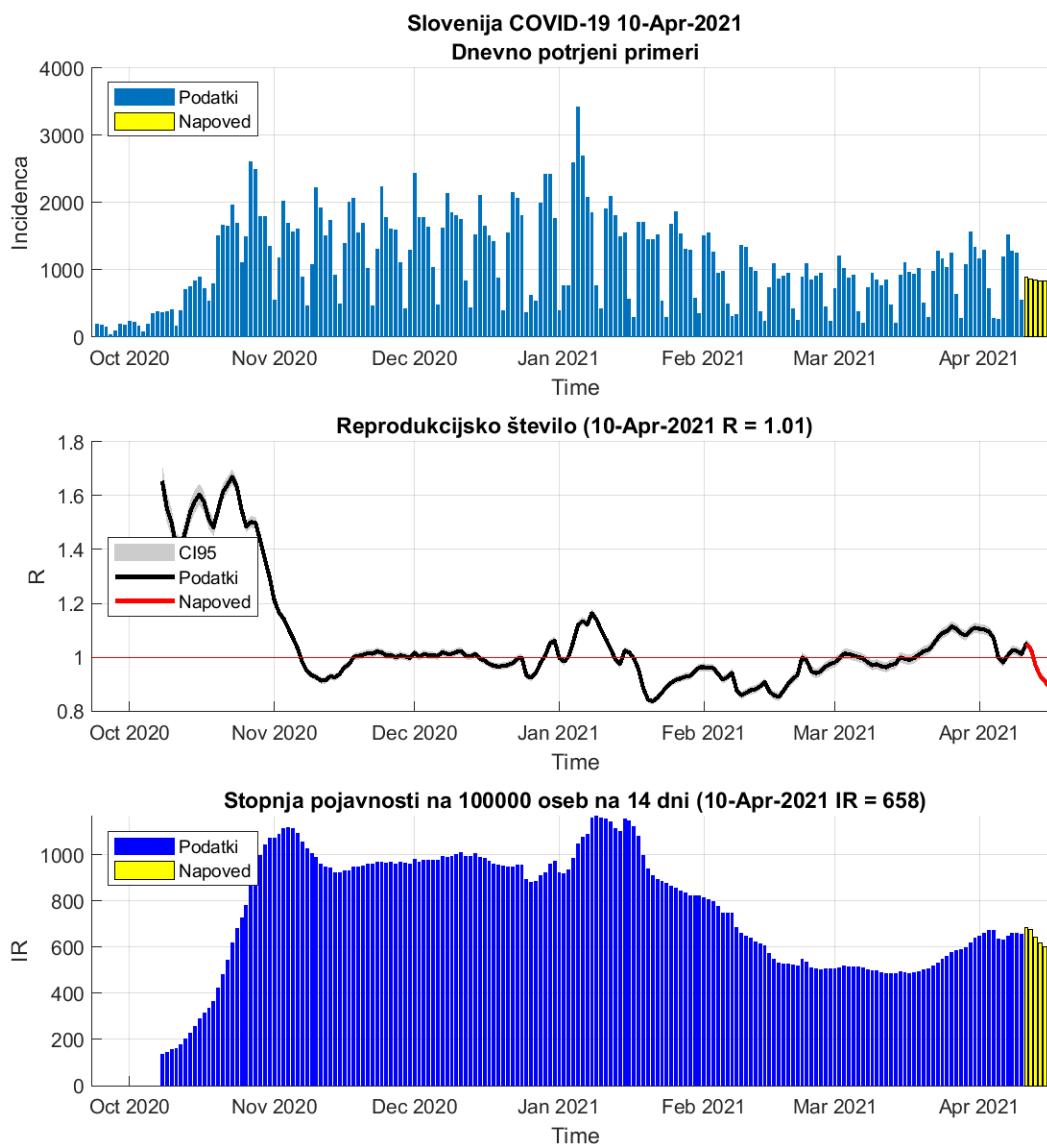 Slovenija COVID-19 10-Apr-2021
Dnevno potrjeni primeri
4000
3000
2000
1000
0
Incidenca
Podatki
Napoved
Oct 2020 Nov 2020 Dec 2020 Jan 2021 Feb 2021 Mar 2021 Apr 2021
Time
Reprodukcijsko število (10-Apr-2021 R = 1.01)
1.8
1.6
1.4
1.2
1
0.8
R
CI95
Podatki
Napoved
Oct 2020 Nov 2020 Dec 2020 Jan 2021 Feb 2021 Mar 2021 Apr 2021
Time
Stopnja pojavnosti na 100000 oseb na 14 dni (10-Apr-2021 IR = 658)
1000
800
600
400
200
0
IR
Podatki
Napoved
Oct 2020 Nov 2020 Dec 2020 Jan 2021 Feb 2021 Mar 2021 Apr 2021
Time